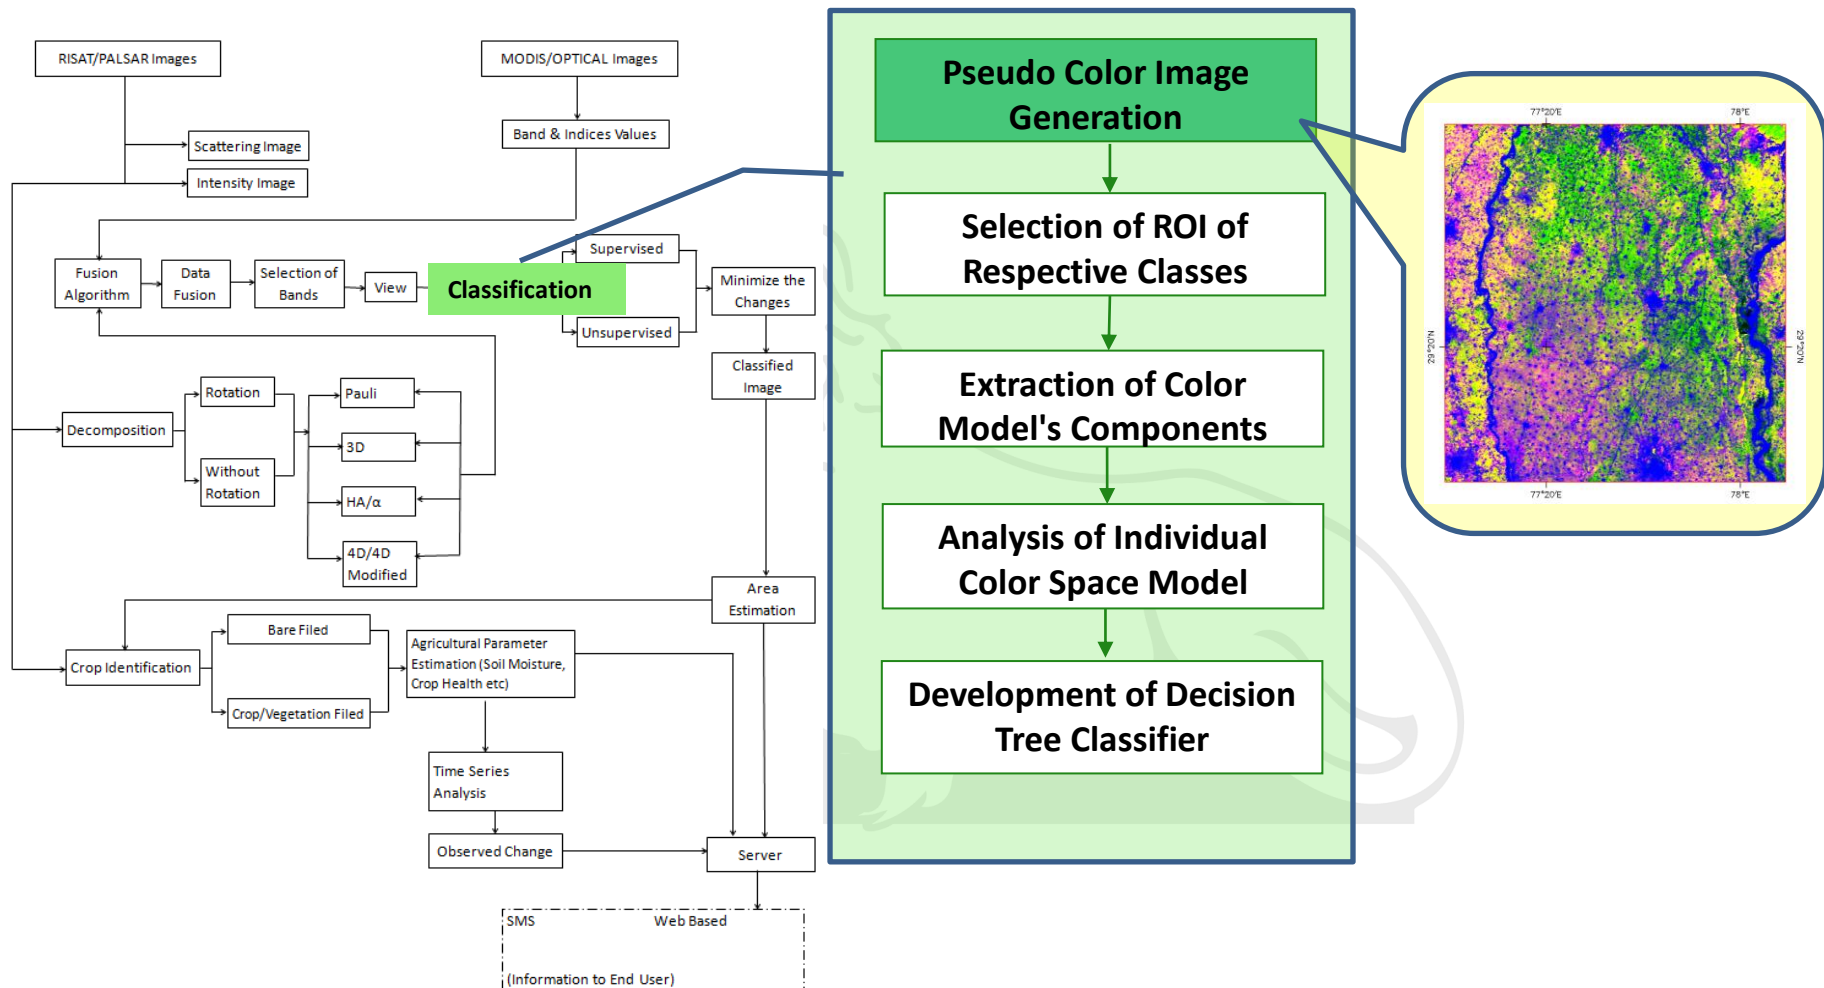 RISAT/PALSAR Images
MODIS/OPTICAL Images
Band & Indices Values
Scattering Image
Intensity Image
Fusion
Algorithm
Data
Fusion
Selection of
Bands
View
Classification
Supervised
Unsupervised
Minimize the
Changes
Classified
Image
Decomposition
Rotation
Without
Rotation
Pauli
3D
HA/α
4D/4D
Modified
Area
Estimation
Crop Identification
Bare Filed
Crop/Vegetation Filed
Agricultural Parameter
Estimation (Soil Moisture,
Crop Health etc)
Time Series
Analysis
Observed Change
Server
SMS Web Based
(Information to End User)
Pseudo Color Image
Generation
Selection of ROI of
Respective Classes
Extraction of Color
Model's Components
Analysis of Individual
Color Space Model
Development of Decision
Tree Classifier
77°20'E 78°E
29°20'N 29°20'N
77°20'E 78°E